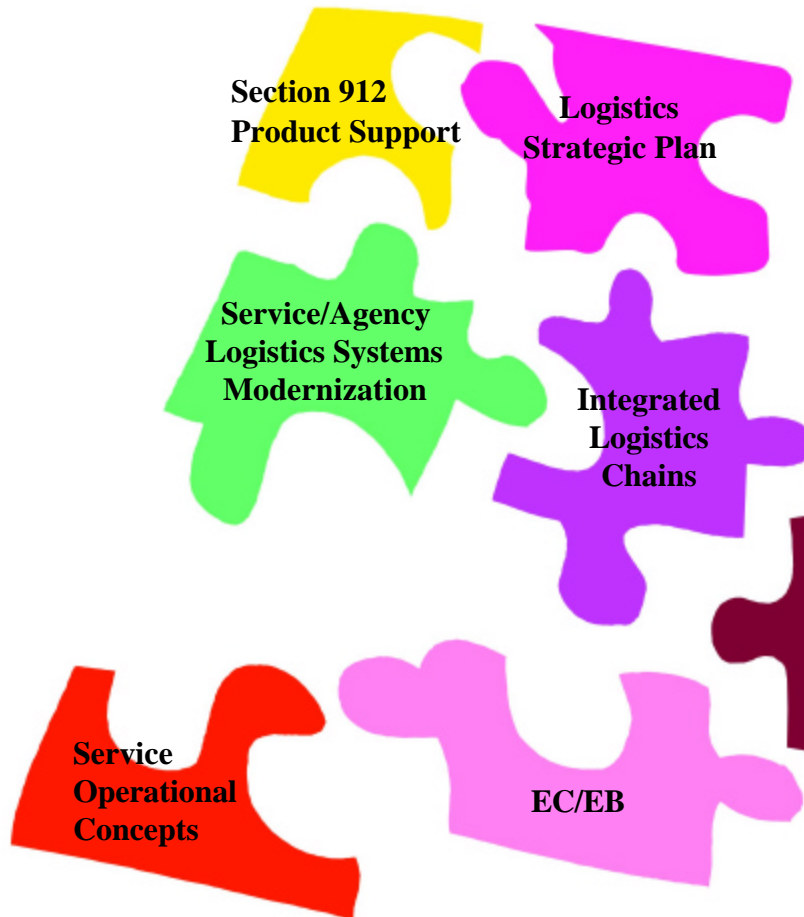 Section 912
Product Support
Logistics
Strategic Plan
Service/Agency
Logistics Systems
Modernization
Integrated
Logistics
Chains
Service
Operational
Concepts
EC/EB